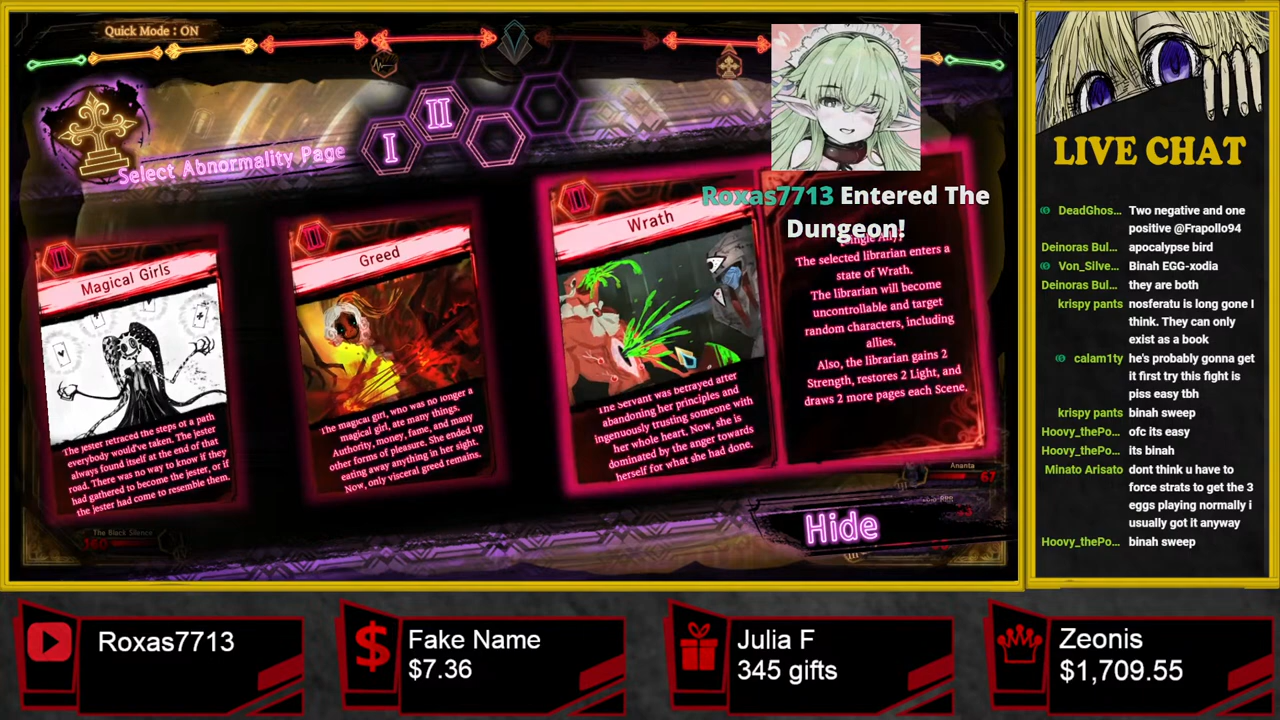 Quick Mode : ON
Select Abnormality Page
I
II
Magical Girls
The jester retraced the steps of a path
everybody would've taken. The jester
always found itself at the end of that
road. There was no way to know if they
had gathered to become the jester, or if
the jester had come to resemble them.
Greed
The magical girl, who was no longer a
magical girl, ate many things.
Authority, money, fame, and many
other forms of pleasure. She ended up
eating away anything in her sight.
Now, only visceral greed remains.
Wrath
The Servant was betrayed after
abandoning her principles and
ingenuously trusting someone with
her whole heart. Now, she is
dominated by the anger towards
herself for what she had done.
Roxas7713 Entered The
Dungeon!
The selected librarian enters a
state of Wrath.
The librarian will become
uncontrollable and target
random characters, including
allies.
Also, the librarian gains 2
Strength, restores 2 Light, and
draws 2 more pages each Scene.
The Black Silence
Ananta
67
Hide
LIVE CHAT
DeadGhos... Two negative and one
positive @Frapollo94
Deinoras Bul... apocalypse bird
Von_Silve... Binah EGG-xodia
Deinoras Bul... they are both
krispy pants nosferatu is long gone I
think. They can only
exist as a book
calam1ty he's probably gonna get
it first try this fight is
piss easy tbh
krispy pants binah sweep
Hoovy_thePo... ofc its easy
Hoovy_thePo... its binah
Minato Arisato dont think u have to
force strats to get the 3
eggs playing normally i
usually got it anyway
Hoovy_thePo... binah sweep
Roxas7713
Fake Name
$7.36
Julia F
345 gifts
Zeonis
$1,709.55